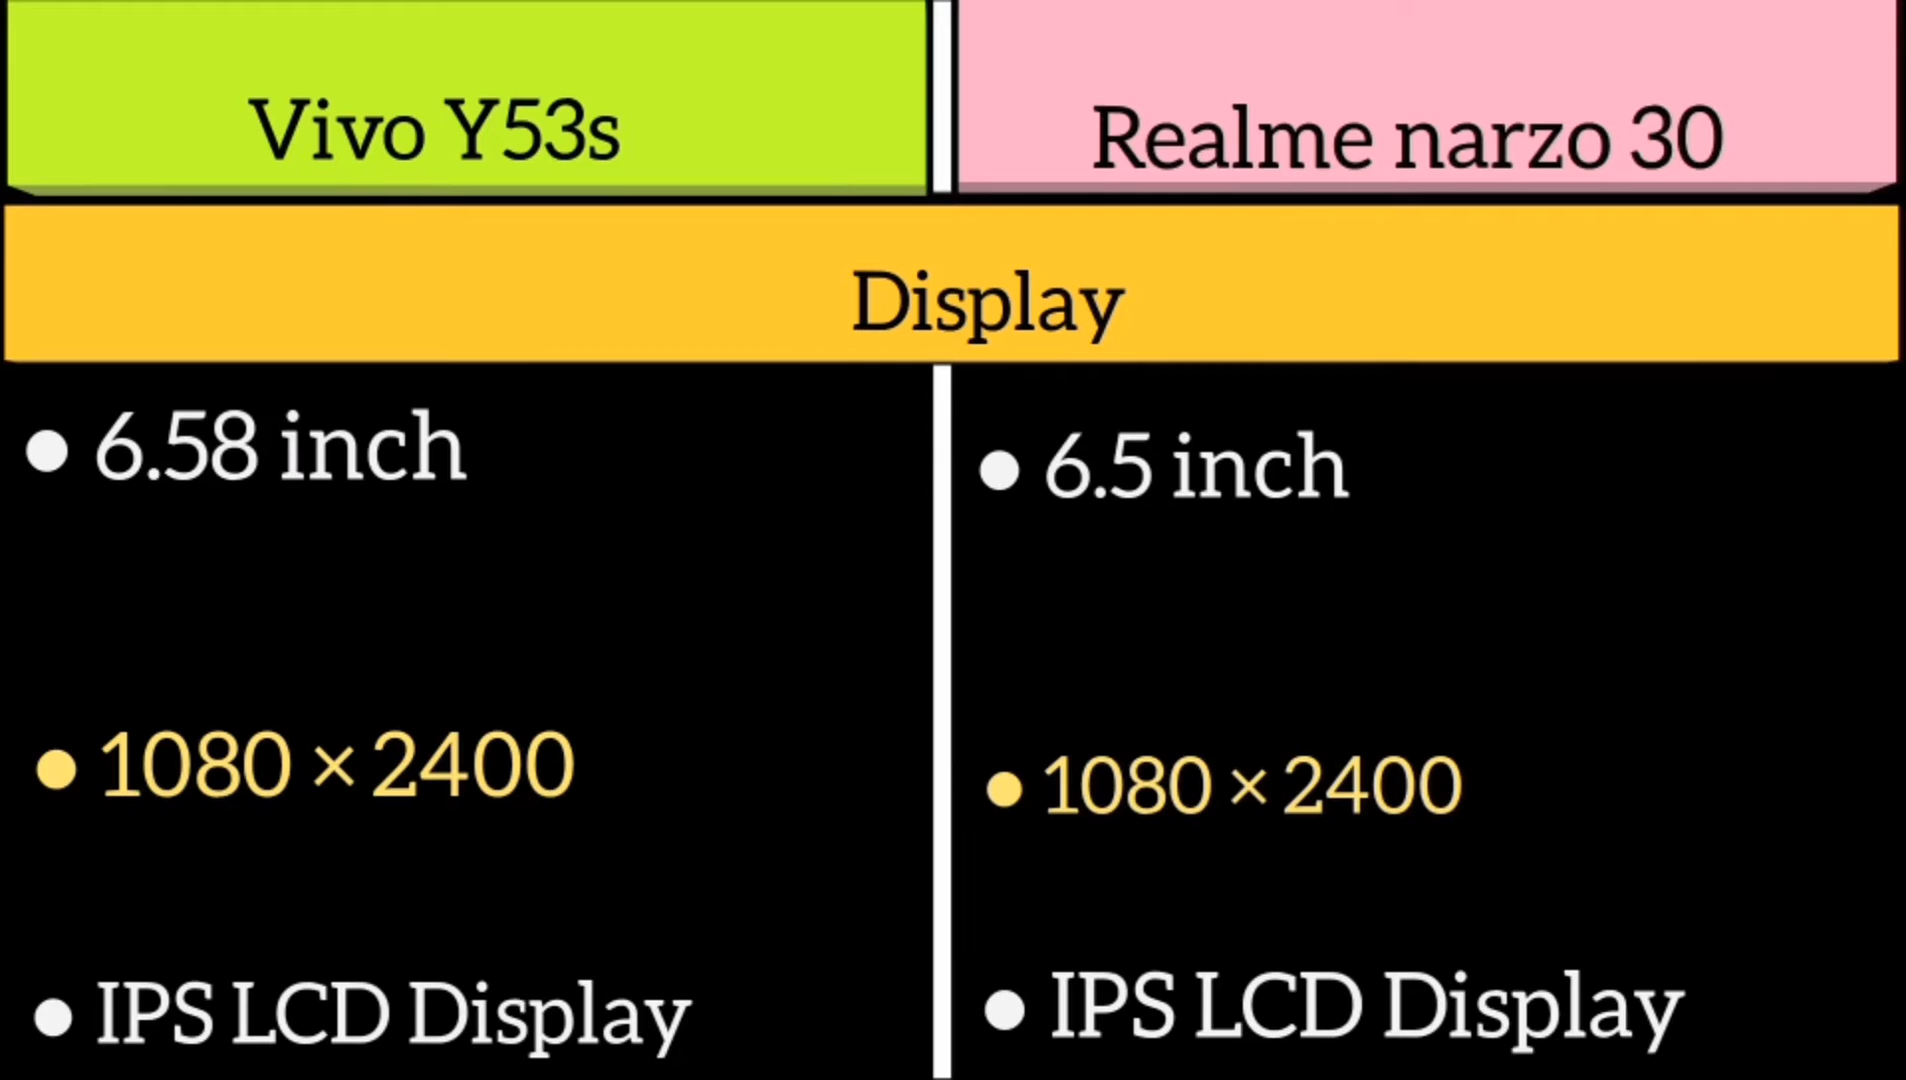 Vivo Y53s
Realme narzo 30
Display
● 6.58 inch
● 6.5 inch
● 1080 × 2400
● 1080 × 2400
● IPS LCD Display
● IPS LCD Display